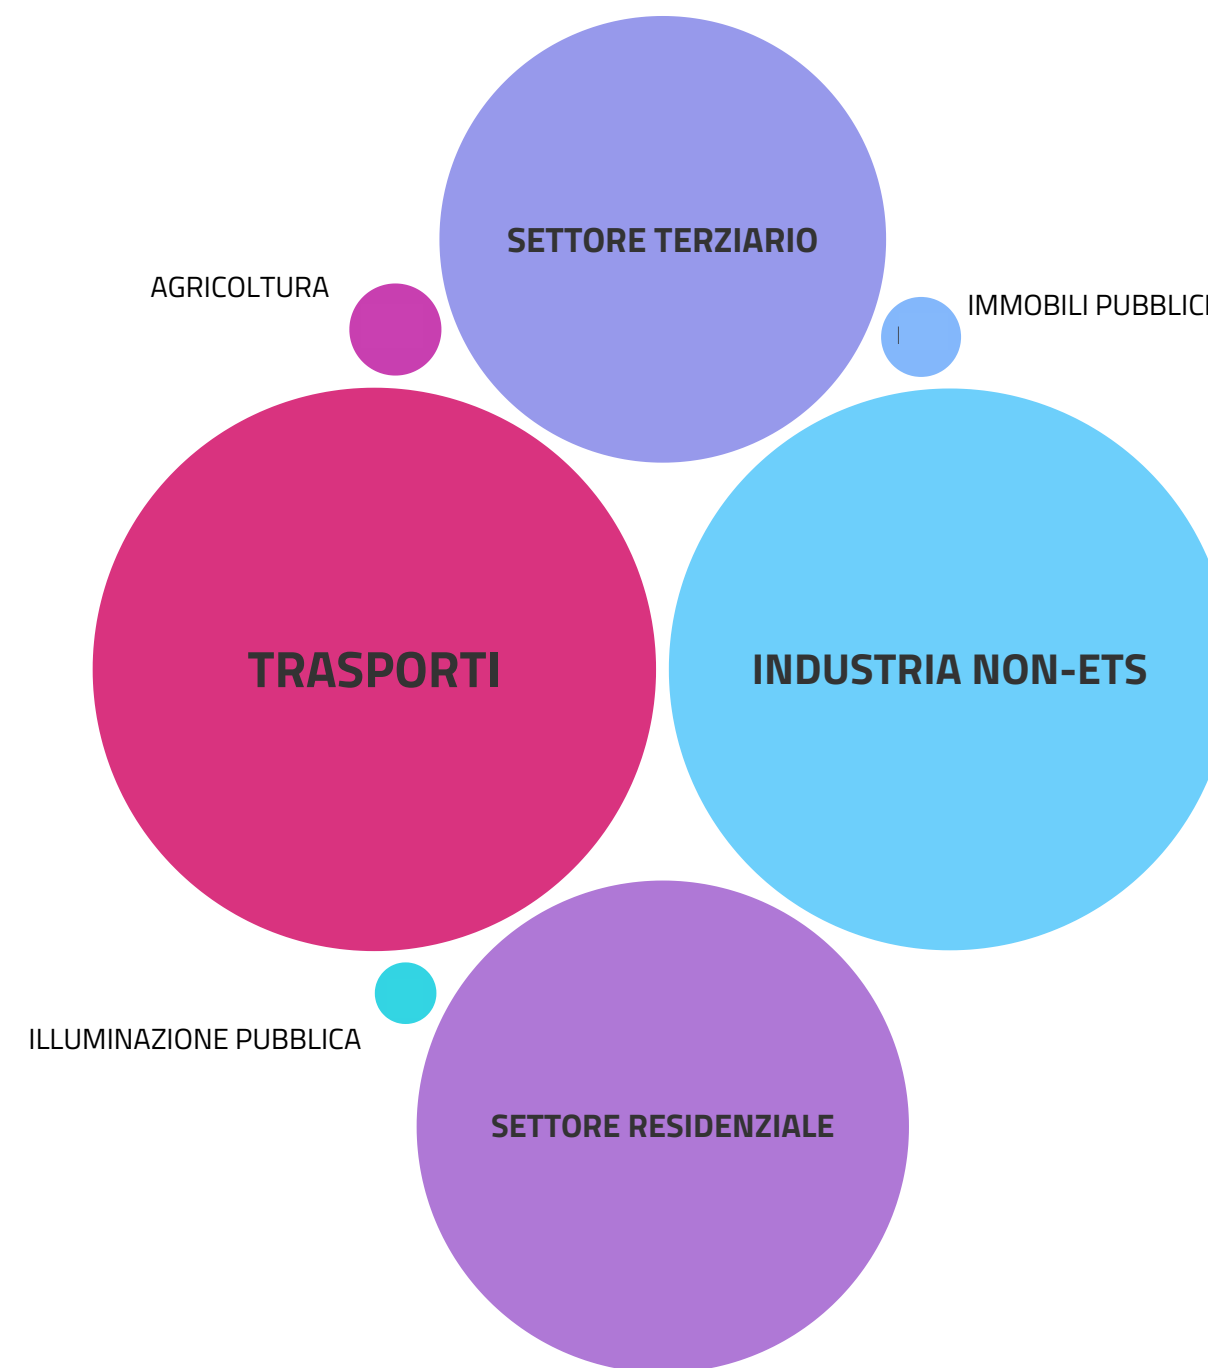 SETTORE TERZIARIO
AGRICOLTURA
IMMOBILI PUBBLICI
TRASPORTI
INDUSTRIA NON-ETS
ILLUMINAZIONE PUBBLICA
SETTORE RESIDENZIALE